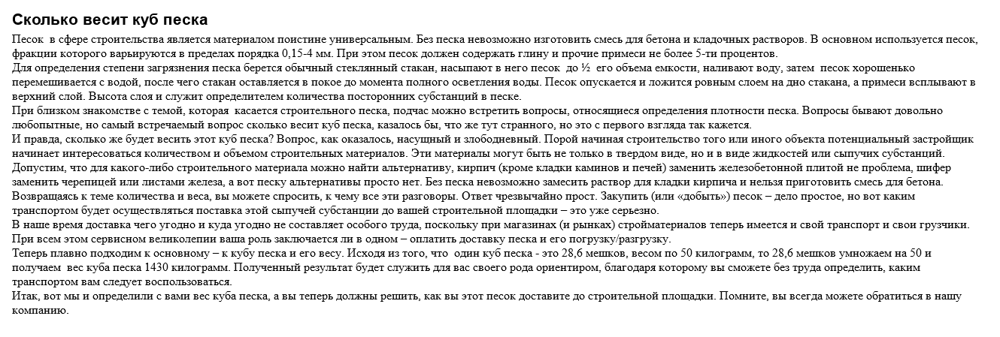 Сколько весит куб песка
Песок  в сфере строительства является материалом поистине универсальным. Без песка невозможно изготовить смесь для бетона и кладочных растворов. В основном используется песок,
фракции которого варьируются в пределах порядка 0,15-4 мм. При этом песок должен содержать глину и прочие примеси не более 5-ти процентов.
Для определения степени загрязнения песка берется обычный стеклянный стакан, насыпают в него песок  до ½  его объема емкости, наливают воду, затем  песок хорошенько
перемешивается с водой, после чего стакан оставляется в покое до момента полного осветления воды. Песок опускается и ложится ровным слоем на дно стакана, а примеси всплывают в
верхний слой. Высота слоя и служит определителем количества посторонних субстанций в песке.
При близком знакомстве с темой, которая  касается строительного песка, подчас можно встретить вопросы, относящиеся определения плотности песка. Вопросы бывают довольно
любопытные, но самый встречаемый вопрос сколько весит куб песка, казалось бы, что же тут странного, но это с первого взгляда так кажется.
И правда, сколько же будет весить этот куб песка? Вопрос, как оказалось, насущный и злободневный. Порой начиная строительство того или иного объекта потенциальный застройщик
начинает интересоваться количеством и объемом строительных материалов. Эти материалы могут быть не только в твердом виде, но и в виде жидкостей или сыпучих субстанций.
Допустим, что для какого-либо строительного материала можно найти альтернативу, кирпич (кроме кладки каминов и печей) заменить железобетонной плитой не проблема, шифер
заменить черепицей или листами железа, а вот песку альтернативы просто нет. Без песка невозможно замесить раствор для кладки кирпича и нельзя приготовить смесь для бетона.
Возвращаясь к теме количества и веса, вы можете спросить, к чему все эти разговоры. Ответ чрезвычайно прост. Закупить (или «добыть») песок – дело простое, но вот каким
транспортом будет осуществляться поставка этой сыпучей субстанции до вашей строительной площадки – это уже серьезно.
В наше время доставка чего угодно и куда угодно не составляет особого труда, поскольку при магазинах (и рынках) стройматериалов теперь имеется и свой транспорт и свои грузчики.
При всем этом сервисном великолепии ваша роль заключается ли в одном – оплатить доставку песка и его погрузку/разгрузку.
Теперь плавно подходим к основному – к кубу песка и его весу. Исходя из того, что  один куб песка - это 28,6 мешков, весом по 50 килограмм, то 28,6 мешков умножаем на 50 и
получаем  вес куба песка 1430 килограмм. Полученный результат будет служить для вас своего рода ориентиром, благодаря которому вы сможете без труда определить, каким
транспортом вам следует воспользоваться.
Итак, вот мы и определили с вами вес куба песка, а вы теперь должны решить, как вы этот песок доставите до строительной площадки. Помните, вы всегда можете обратиться в нашу
компанию.